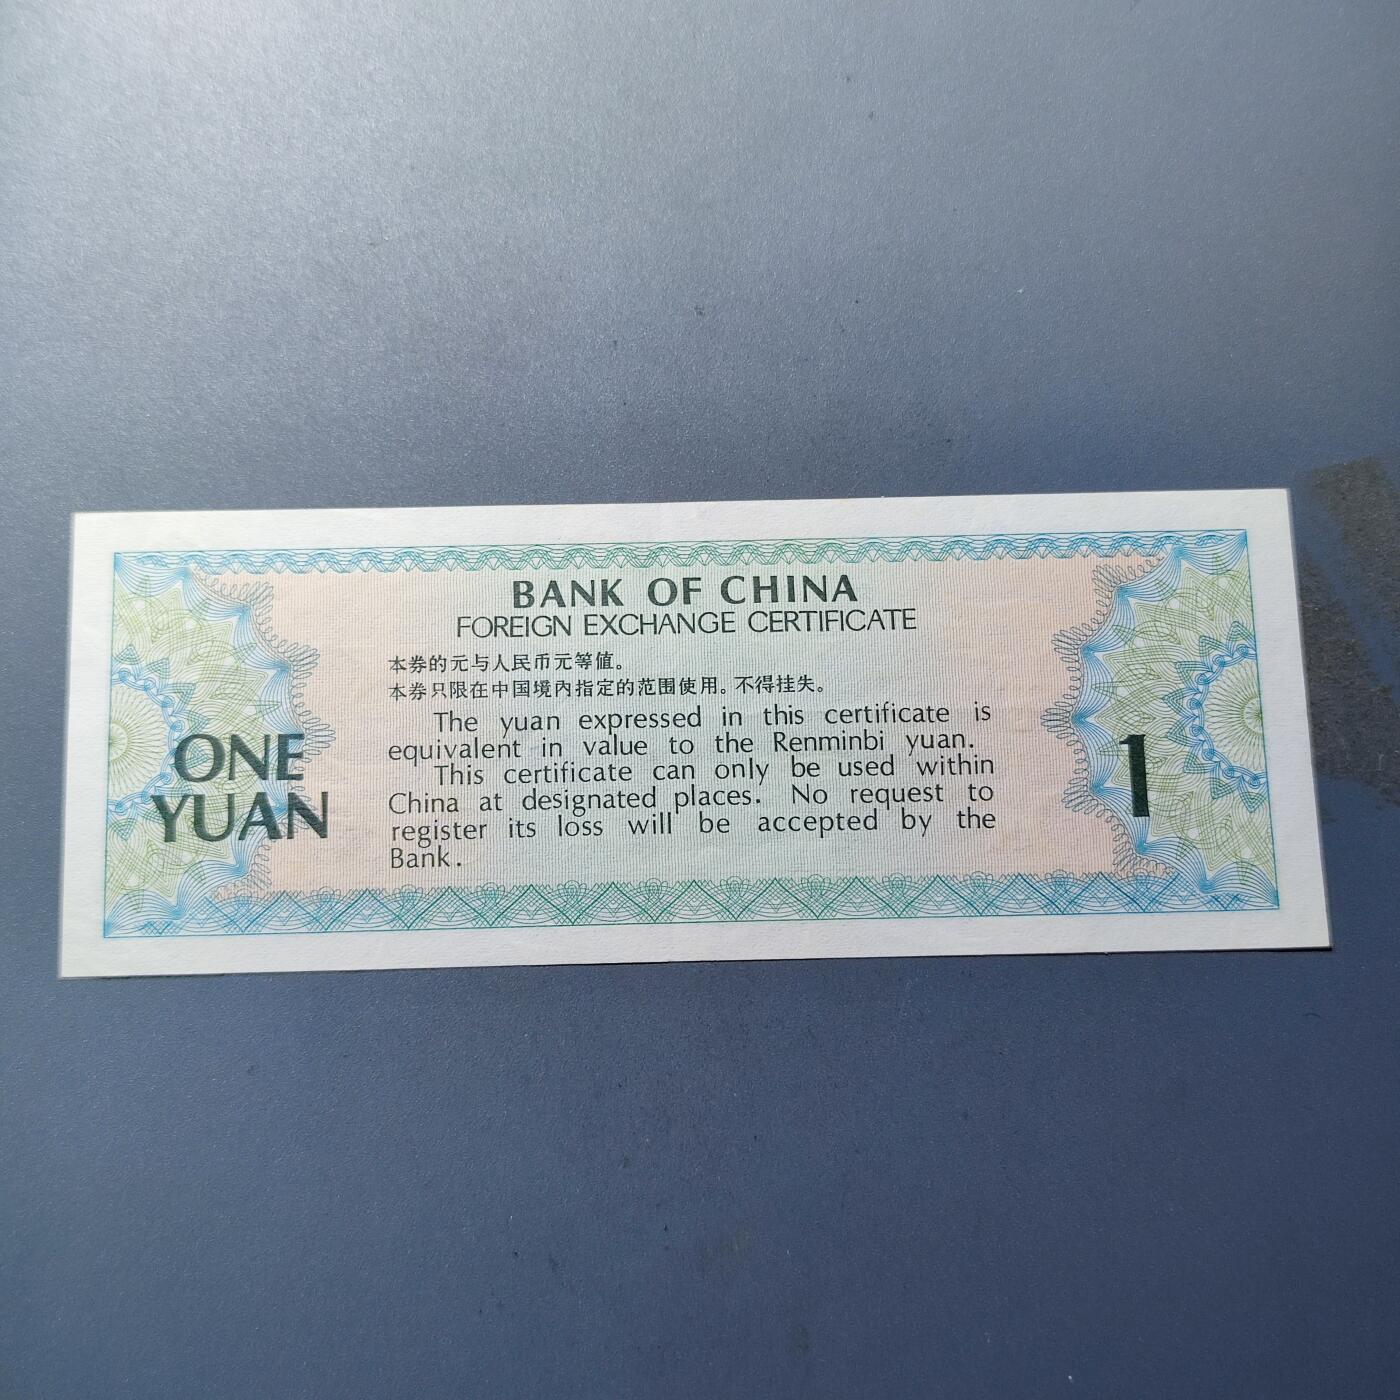 BANK OF CHINA
FOREIGN EXCHANGE CERTIFICATE
本券的元与人民币元等值。
本券只限在中国境内指定的范围使用。不得挂失。
The yuan expressed in this certificate is
equivalent in value to the Renminbi yuan.
This certificate can only be used within
China at designated places. No request to
register its loss will be accepted by the
Bank.
ONE
YUAN
1